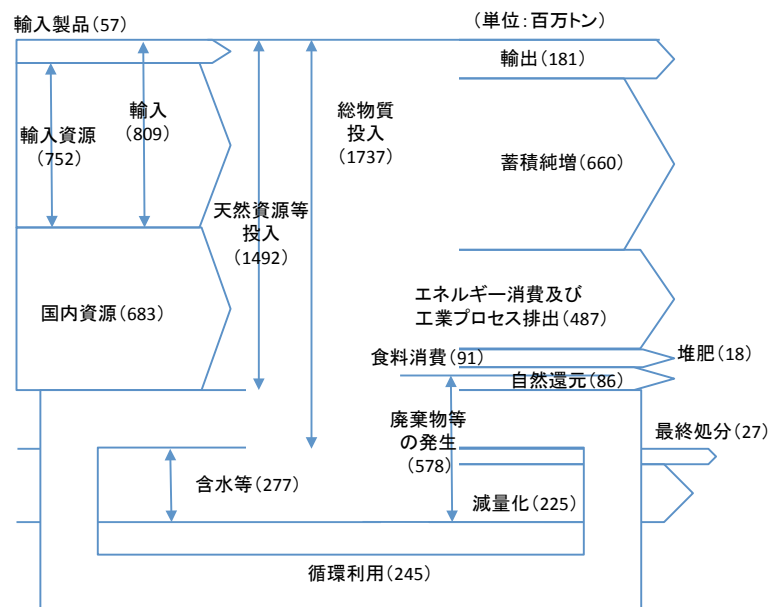 輸入製品(57)
(単位:百万トン)
輸出(181)
輸入
(809)
輸入資源
(752)
総物質
投入
(1737)
蓄積純増(660)
天然資源等
投入
(1492)
国内資源(683)
エネルギー消費及び
工業プロセス排出(487)
食料消費(91)
堆肥(18)
自然還元(86)
廃棄物等
の発生
(578)
最終処分(27)
含水等(277)
減量化(225)
循環利用(245)